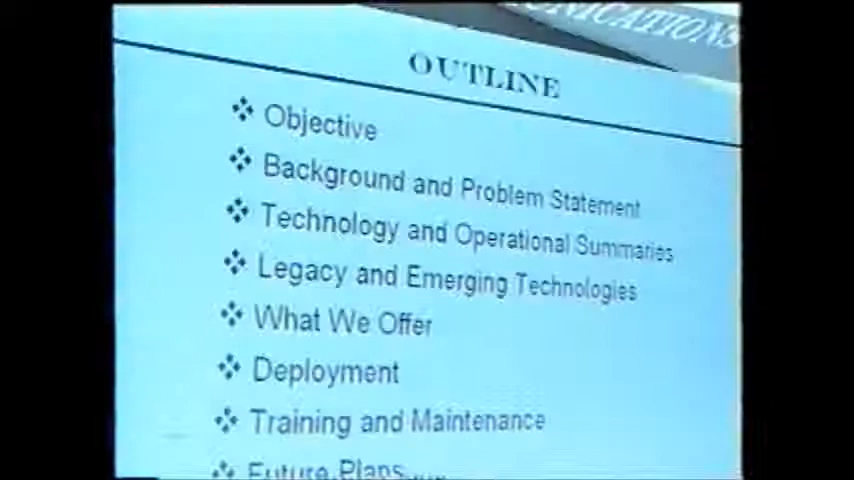 OUTLINE
Objective
Background and Problem Statement
Technology and Operational Summaries
Legacy and Emerging Technologies
What We Offer
Deployment
Training and Maintenance
Future Plans